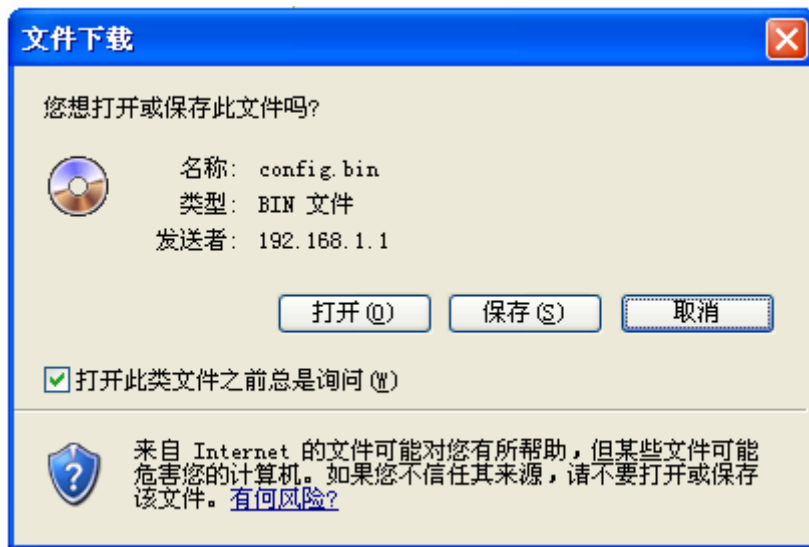 文件下载
您想打开或保存此文件吗?
名称: config.bin
类型: BIN 文件
发送者: 192.168.1.1
打开(O) 保存(S) 取消
打开此类文件之前总是询问(W)
来自 Internet 的文件可能对您有所帮助,但某些文件可能
危害您的计算机。如果您不信任其来源,请不要打开或保存
该文件。有何风险?